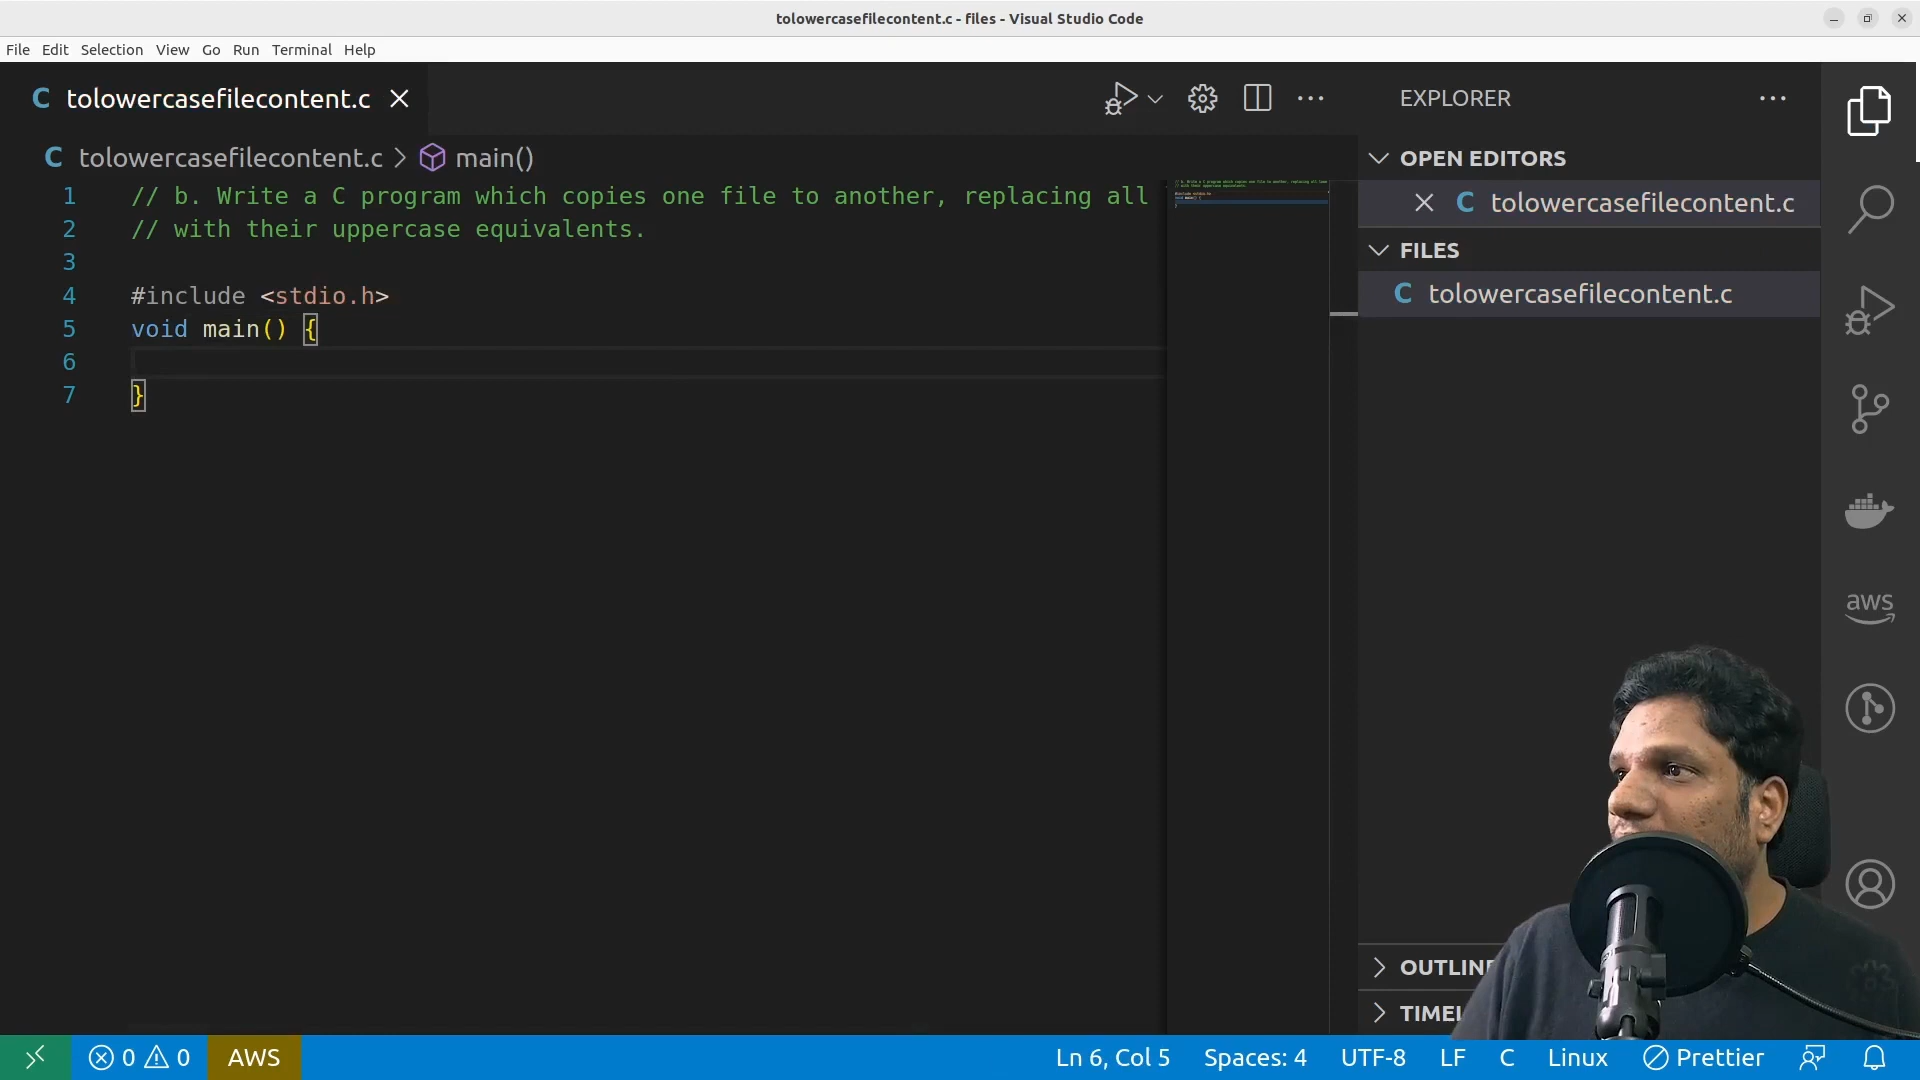 tolowercasefilecontent.c - files - Visual Studio Code
File Edit Selection View Go Run Terminal Help
C tolowercasefilecontent.c
C tolowercasefilecontent.c > main()
1 // b. Write a C program which copies one file to another, replacing all
2 // with their uppercase equivalents.
3
4 #include <stdio.h>
5 void main() {
6
7 }
EXPLORER
OPEN EDITORS
C tolowercasefilecontent.c
FILES
C tolowercasefilecontent.c
aws
OUTLINE
0 0 AWS Ln 6, Col 5 Spaces: 4 UTF-8 LF C Linux Prettier